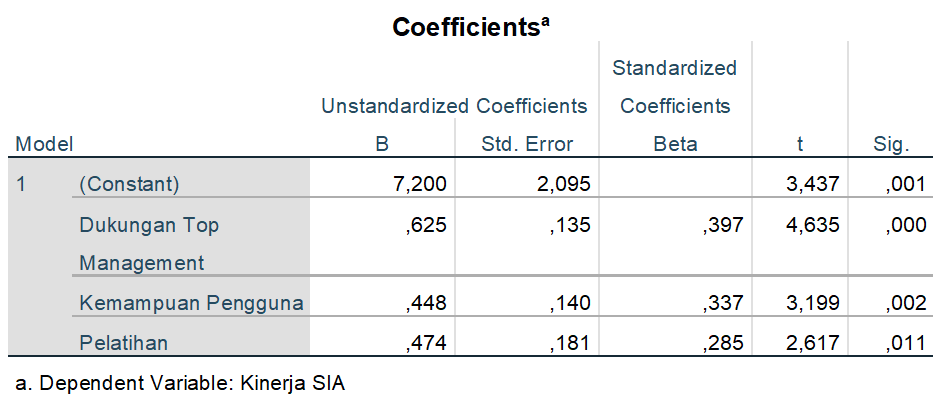 Coefficientsa
Standardized
Unstandardized Coefficients Coefficients
Model B Std. Error Beta t Sig.
1 (Constant) 7,200 2,095 3,437 ,001
Dukungan Top ,625 ,135 ,397 4,635 ,000
Management
Kemampuan Pengguna ,448 ,140 ,337 3,199 ,002
Pelatihan ,474 ,181 ,285 2,617 ,011
a. Dependent Variable: Kinerja SIA